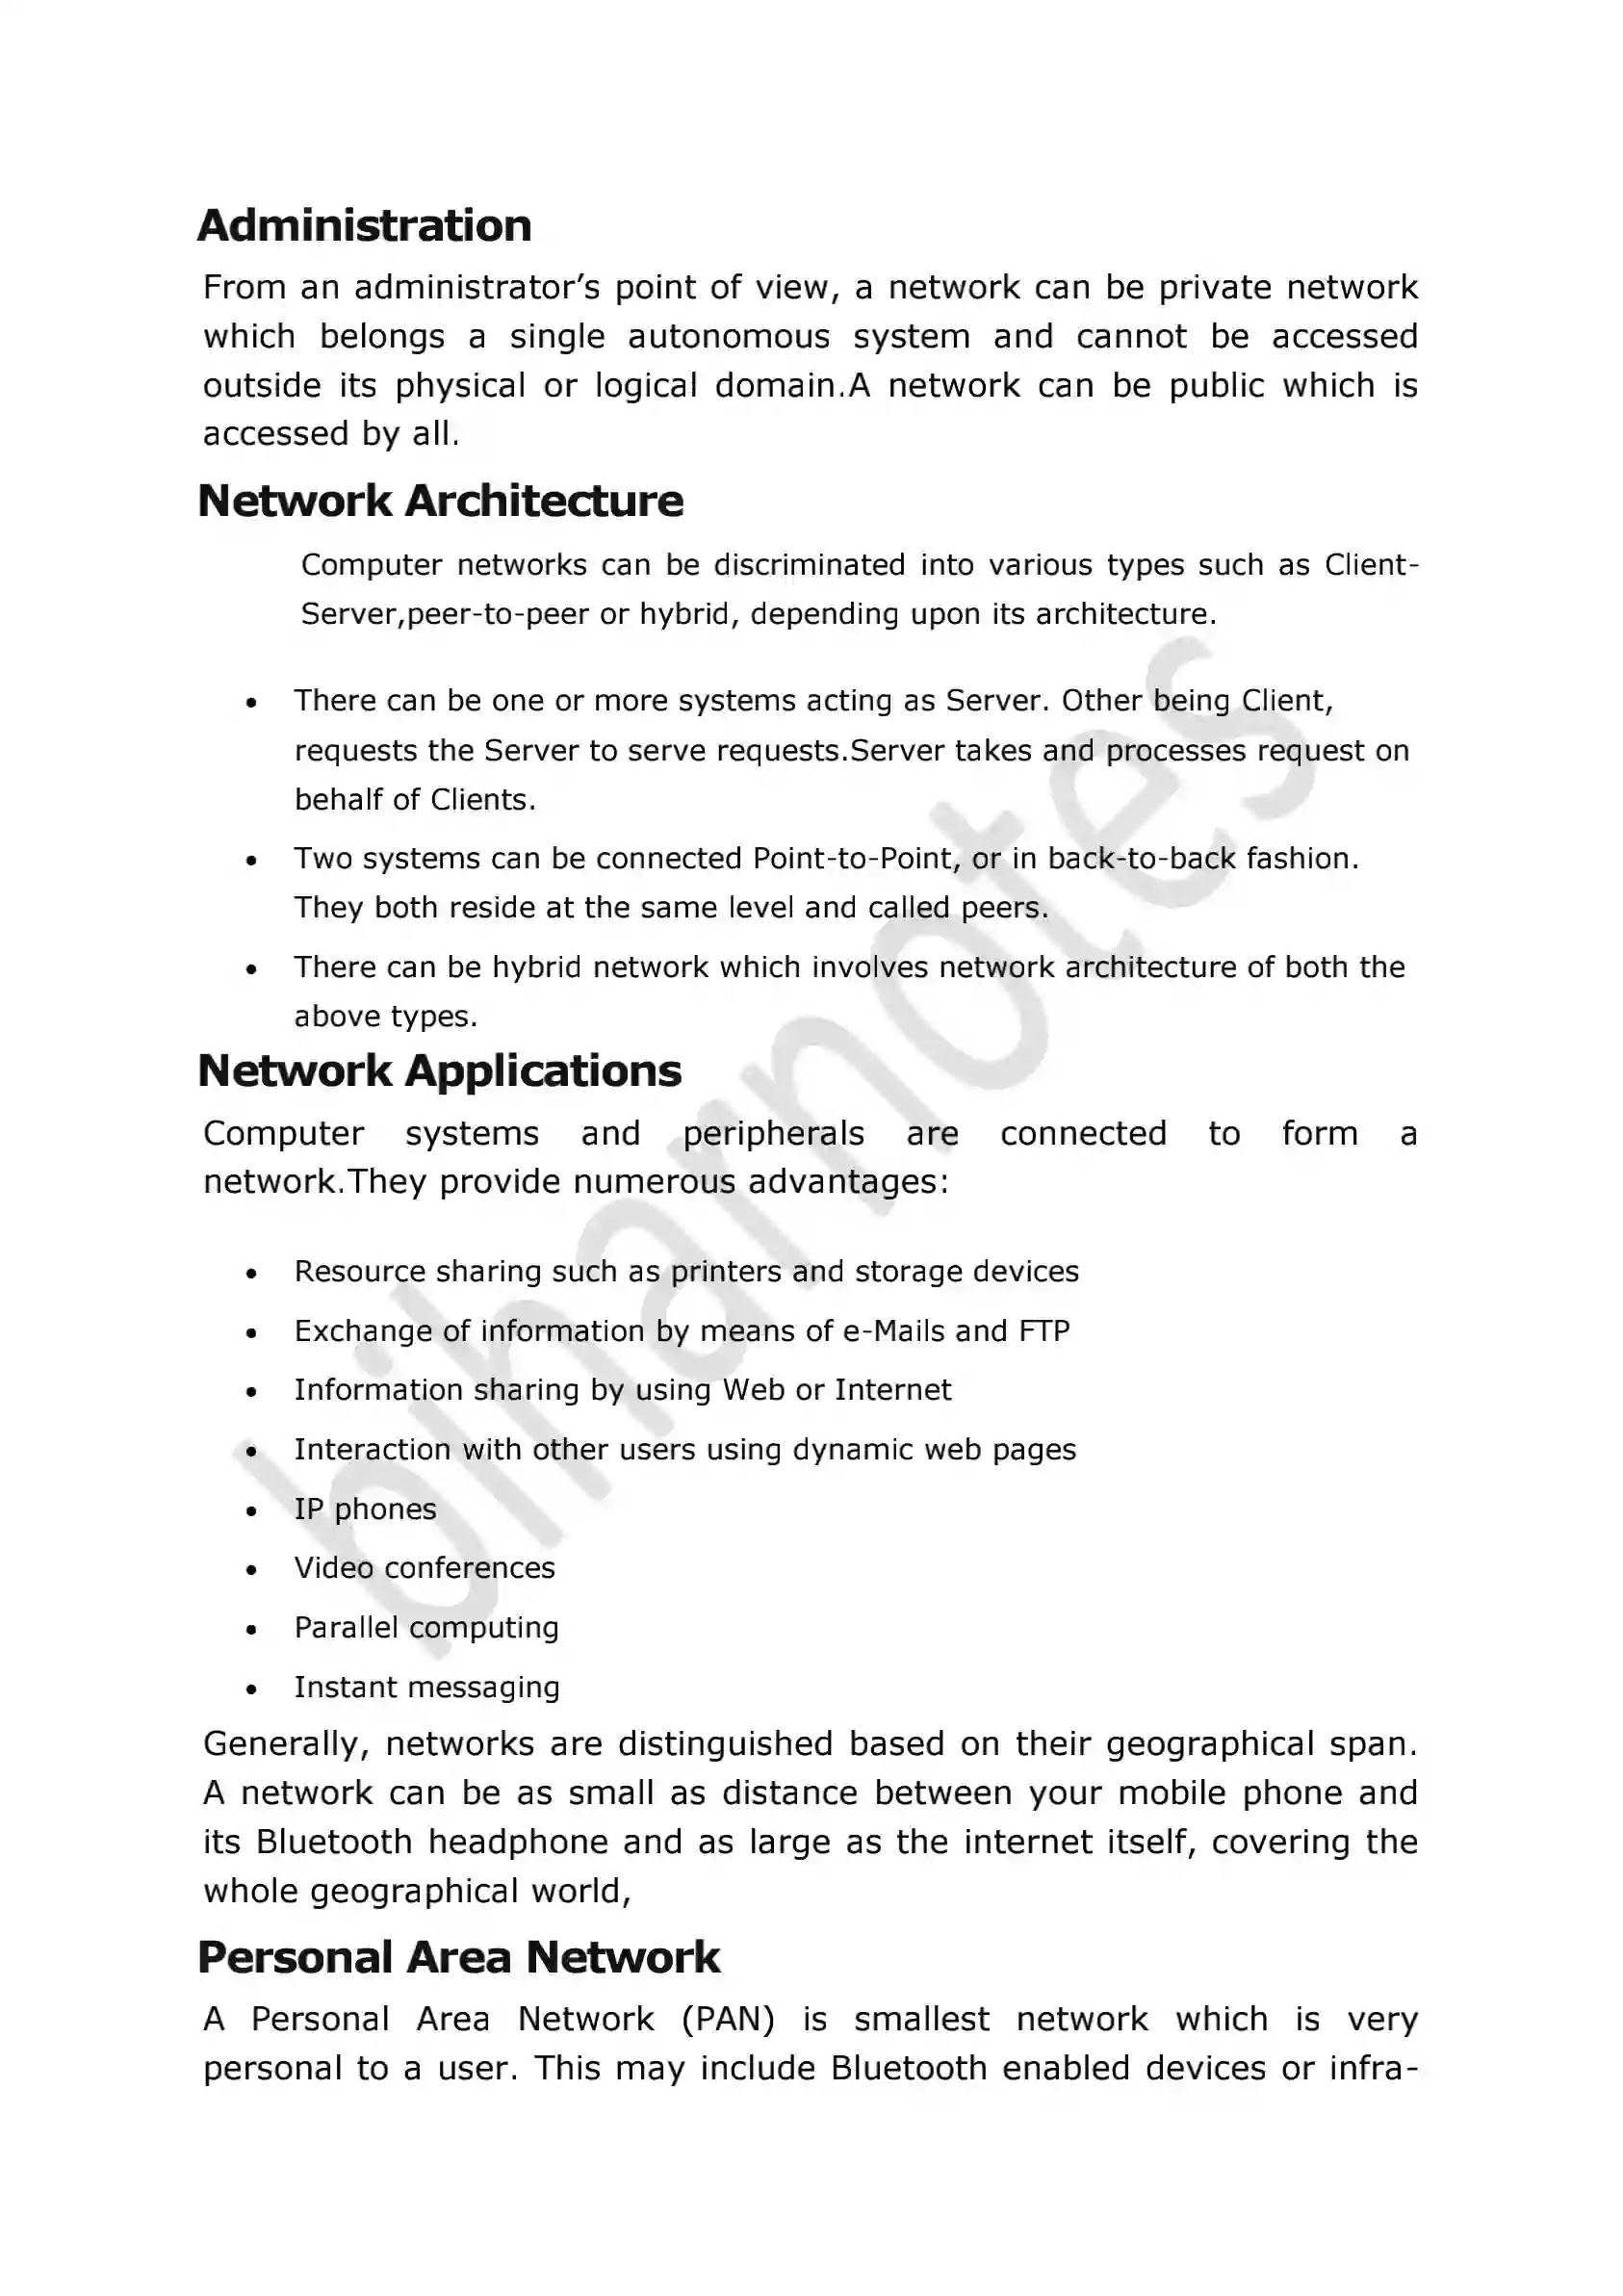 Administration
From an administrator’s point of view, a network can be private network
which belongs a single autonomous system and cannot be accessed
outside its physical or logical domain.A network can be public which is
accessed by all.
Network Architecture
Computer networks can be discriminated into various types such as Client-
Server,peer-to-peer or hybrid, depending upon its architecture.
• There can be one or more systems acting as Server. Other being Client,
requests the Server to serve requests.Server takes and processes request on
behalf of Clients.
• Two systems can be connected Point-to-Point, or in back-to-back fashion.
They both reside at the same level and called peers.
• There can be hybrid network which involves network architecture of both the
above types.
Network Applications
Computer systems and peripherals are connected to form a
network.They provide numerous advantages:
• Resource sharing such as printers and storage devices
• Exchange of information by means of e-Mails and FTP
• Information sharing by using Web or Internet
• Interaction with other users using dynamic web pages
• IP phones
• Video conferences
• Parallel computing
• Instant messaging
Generally, networks are distinguished based on their geographical span.
A network can be as small as distance between your mobile phone and
its Bluetooth headphone and as large as the internet itself, covering the
whole geographical world,
Personal Area Network
A Personal Area Network (PAN) is smallest network which is very
personal to a user. This may include Bluetooth enabled devices or infra-
biharnotes